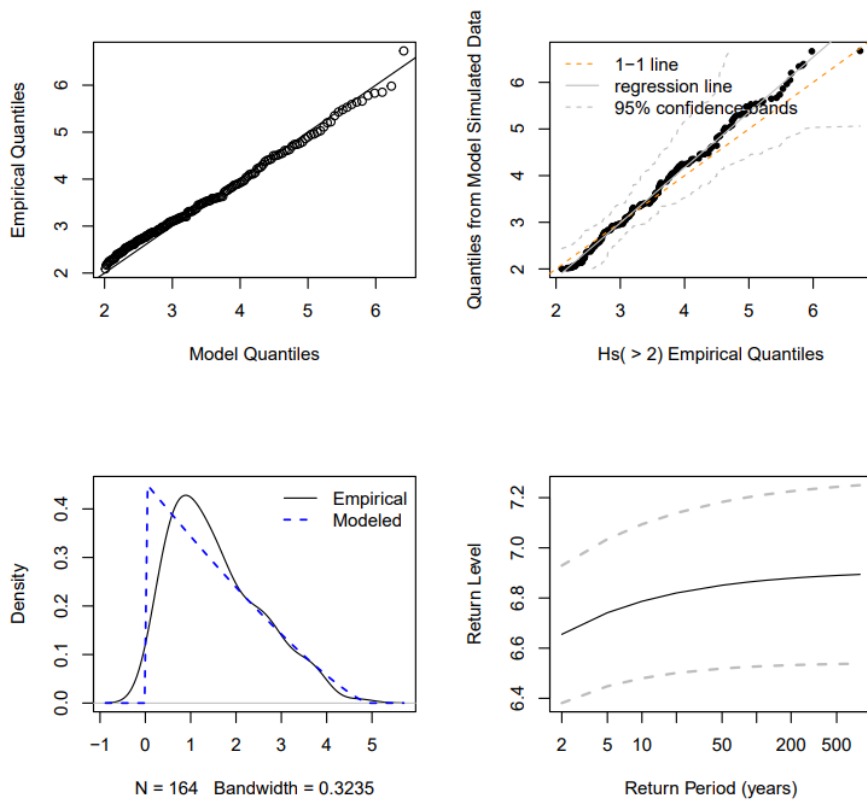 Empirical Quantiles
2
3
4
5
6
2 3 4 5 6
Model Quantiles
Quantiles from Model Simulated Data
2
3
4
5
6
1−1 line
regression line
95% confidence bands
2 3 4 5 6
Hs( > 2) Empirical Quantiles
Density
0.0
0.1
0.2
0.3
0.4
Empirical
Modeled
−1 0 1 2 3 4 5
N = 164 Bandwidth = 0.3235
Return Level
6.4
6.6
6.8
7.0
7.2
2 5 10 50 200 500
Return Period (years)